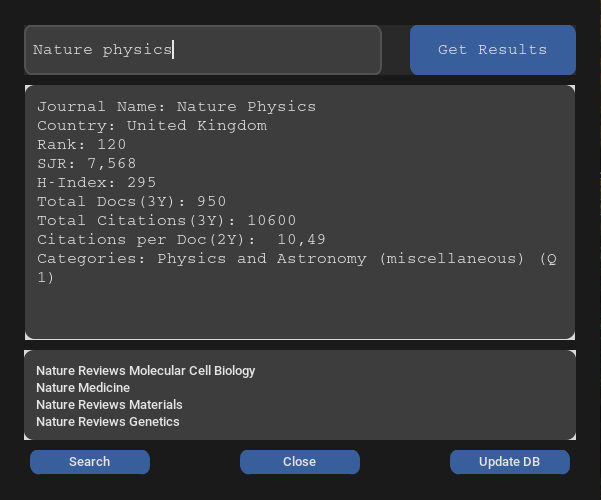 Nature physics
Get Results
Journal Name: Nature Physics
Country: United Kingdom
Rank: 120
SJR: 7,568
H-Index: 295
Total Docs(3Y): 950
Total Citations(3Y): 10600
Citations per Doc(2Y):  10,49
Categories: Physics and Astronomy (miscellaneous) (Q
1)
Nature Reviews Molecular Cell Biology
Nature Medicine
Nature Reviews Materials
Nature Reviews Genetics
Search
Close
Update DB